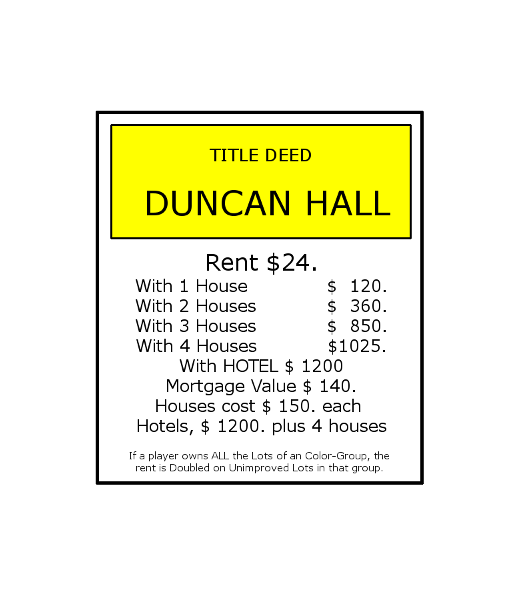 TITLE DEED
DUNCAN HALL
Rent $24.
With 1 House $ 120.
With 2 Houses $ 360.
With 3 Houses $ 850.
With 4 Houses $1025.
With HOTEL $ 1200
Mortgage Value $ 140.
Houses cost $ 150. each
Hotels, $ 1200. plus 4 houses
If a player owns ALL the Lots of an Color-Group, the
rent is Doubled on Unimproved Lots in that group.